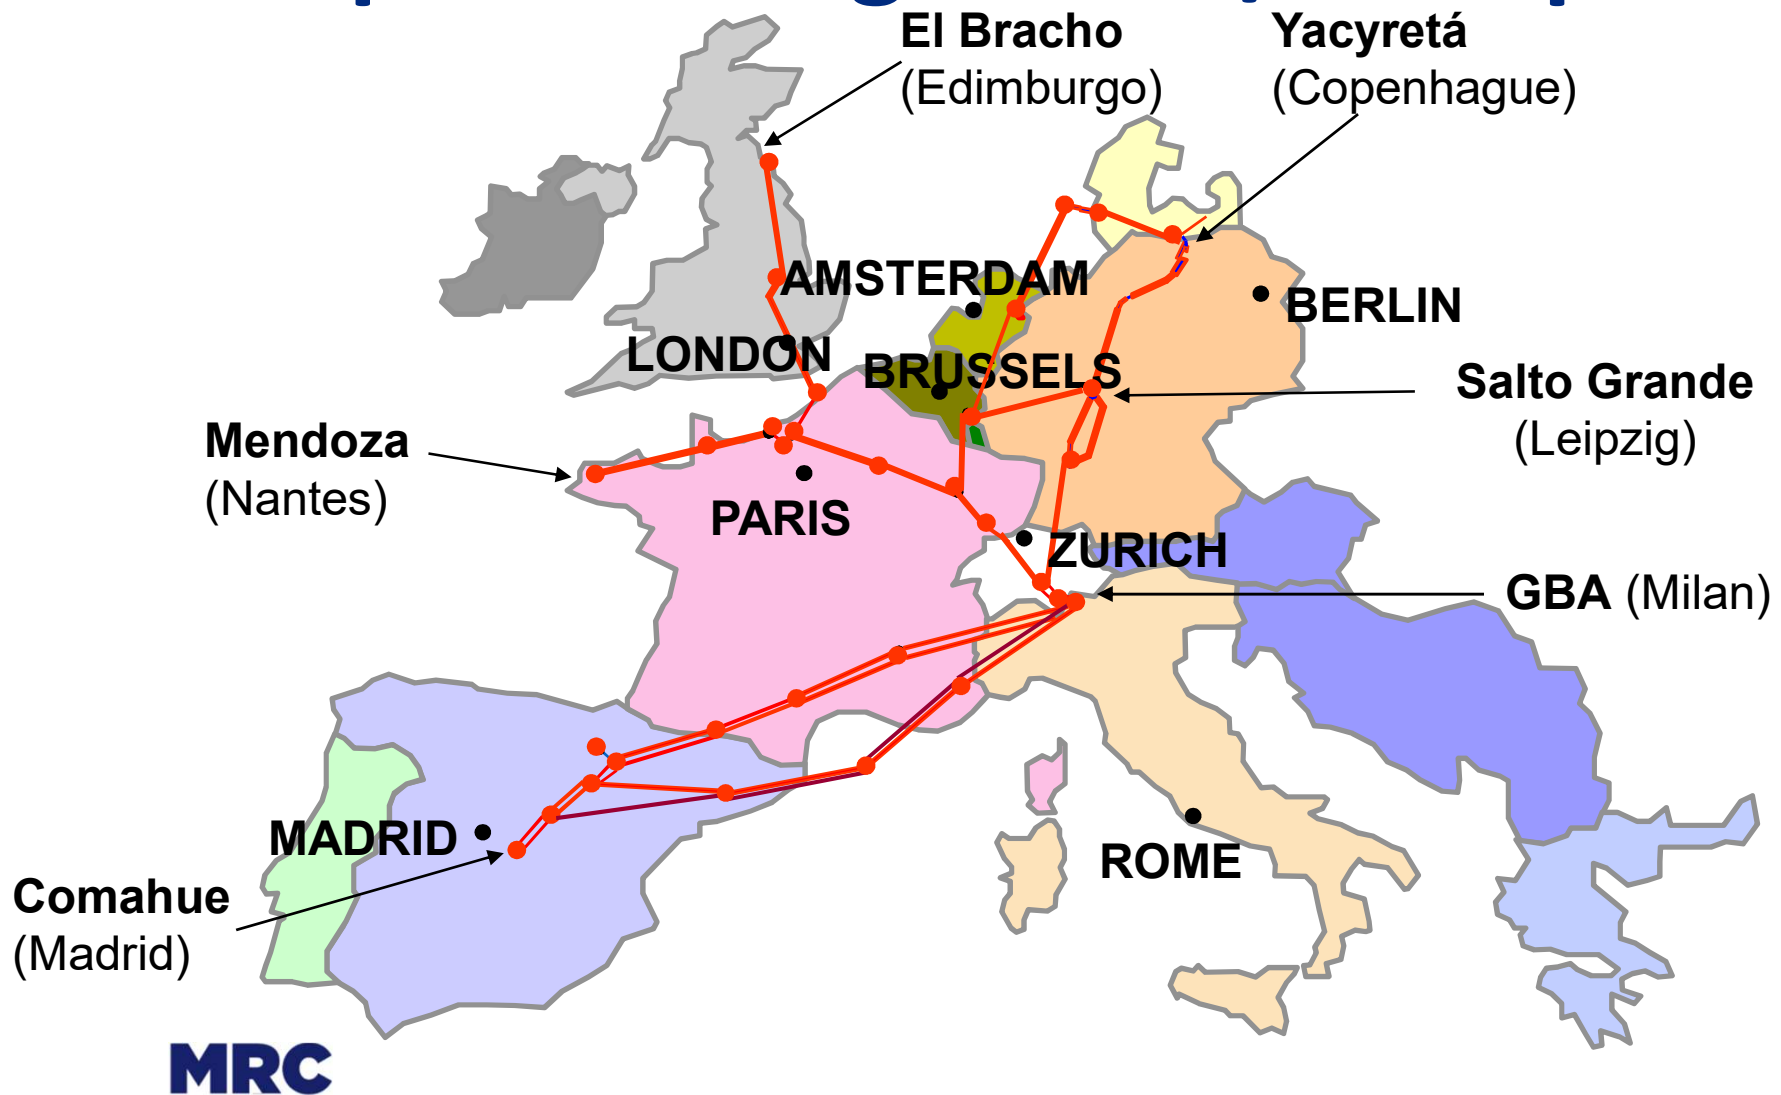 El Bracho
(Edimburgo)
Yacyretá
(Copenhague)
AMSTERDAM
BERLIN
LONDON
BRUSSELS
Salto Grande
(Leipzig)
Mendoza
(Nantes)
PARIS
ZURICH
GBA (Milan)
MADRID
ROME
Comahue
(Madrid)
MRC